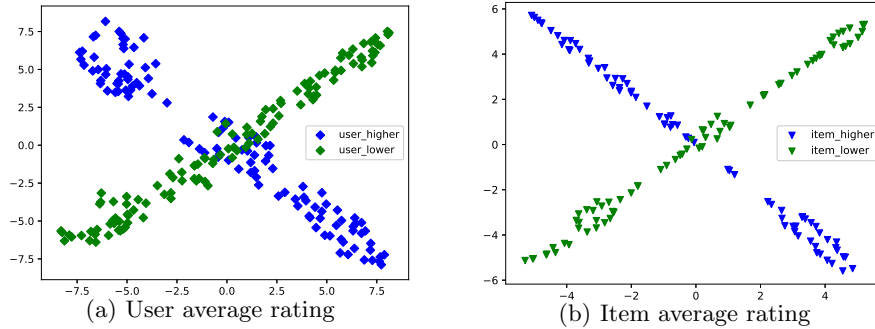 7.5
5.0
2.5
0.0
−2.5
−5.0
−7.5
−7.5 −5.0 −2.5 0.0 2.5 5.0 7.5
user_higher
user_lower
(a) User average rating
6
4
2
0
−2
−4
−6
−4 −2 0 2 4
item_higher
item_lower
(b) Item average rating